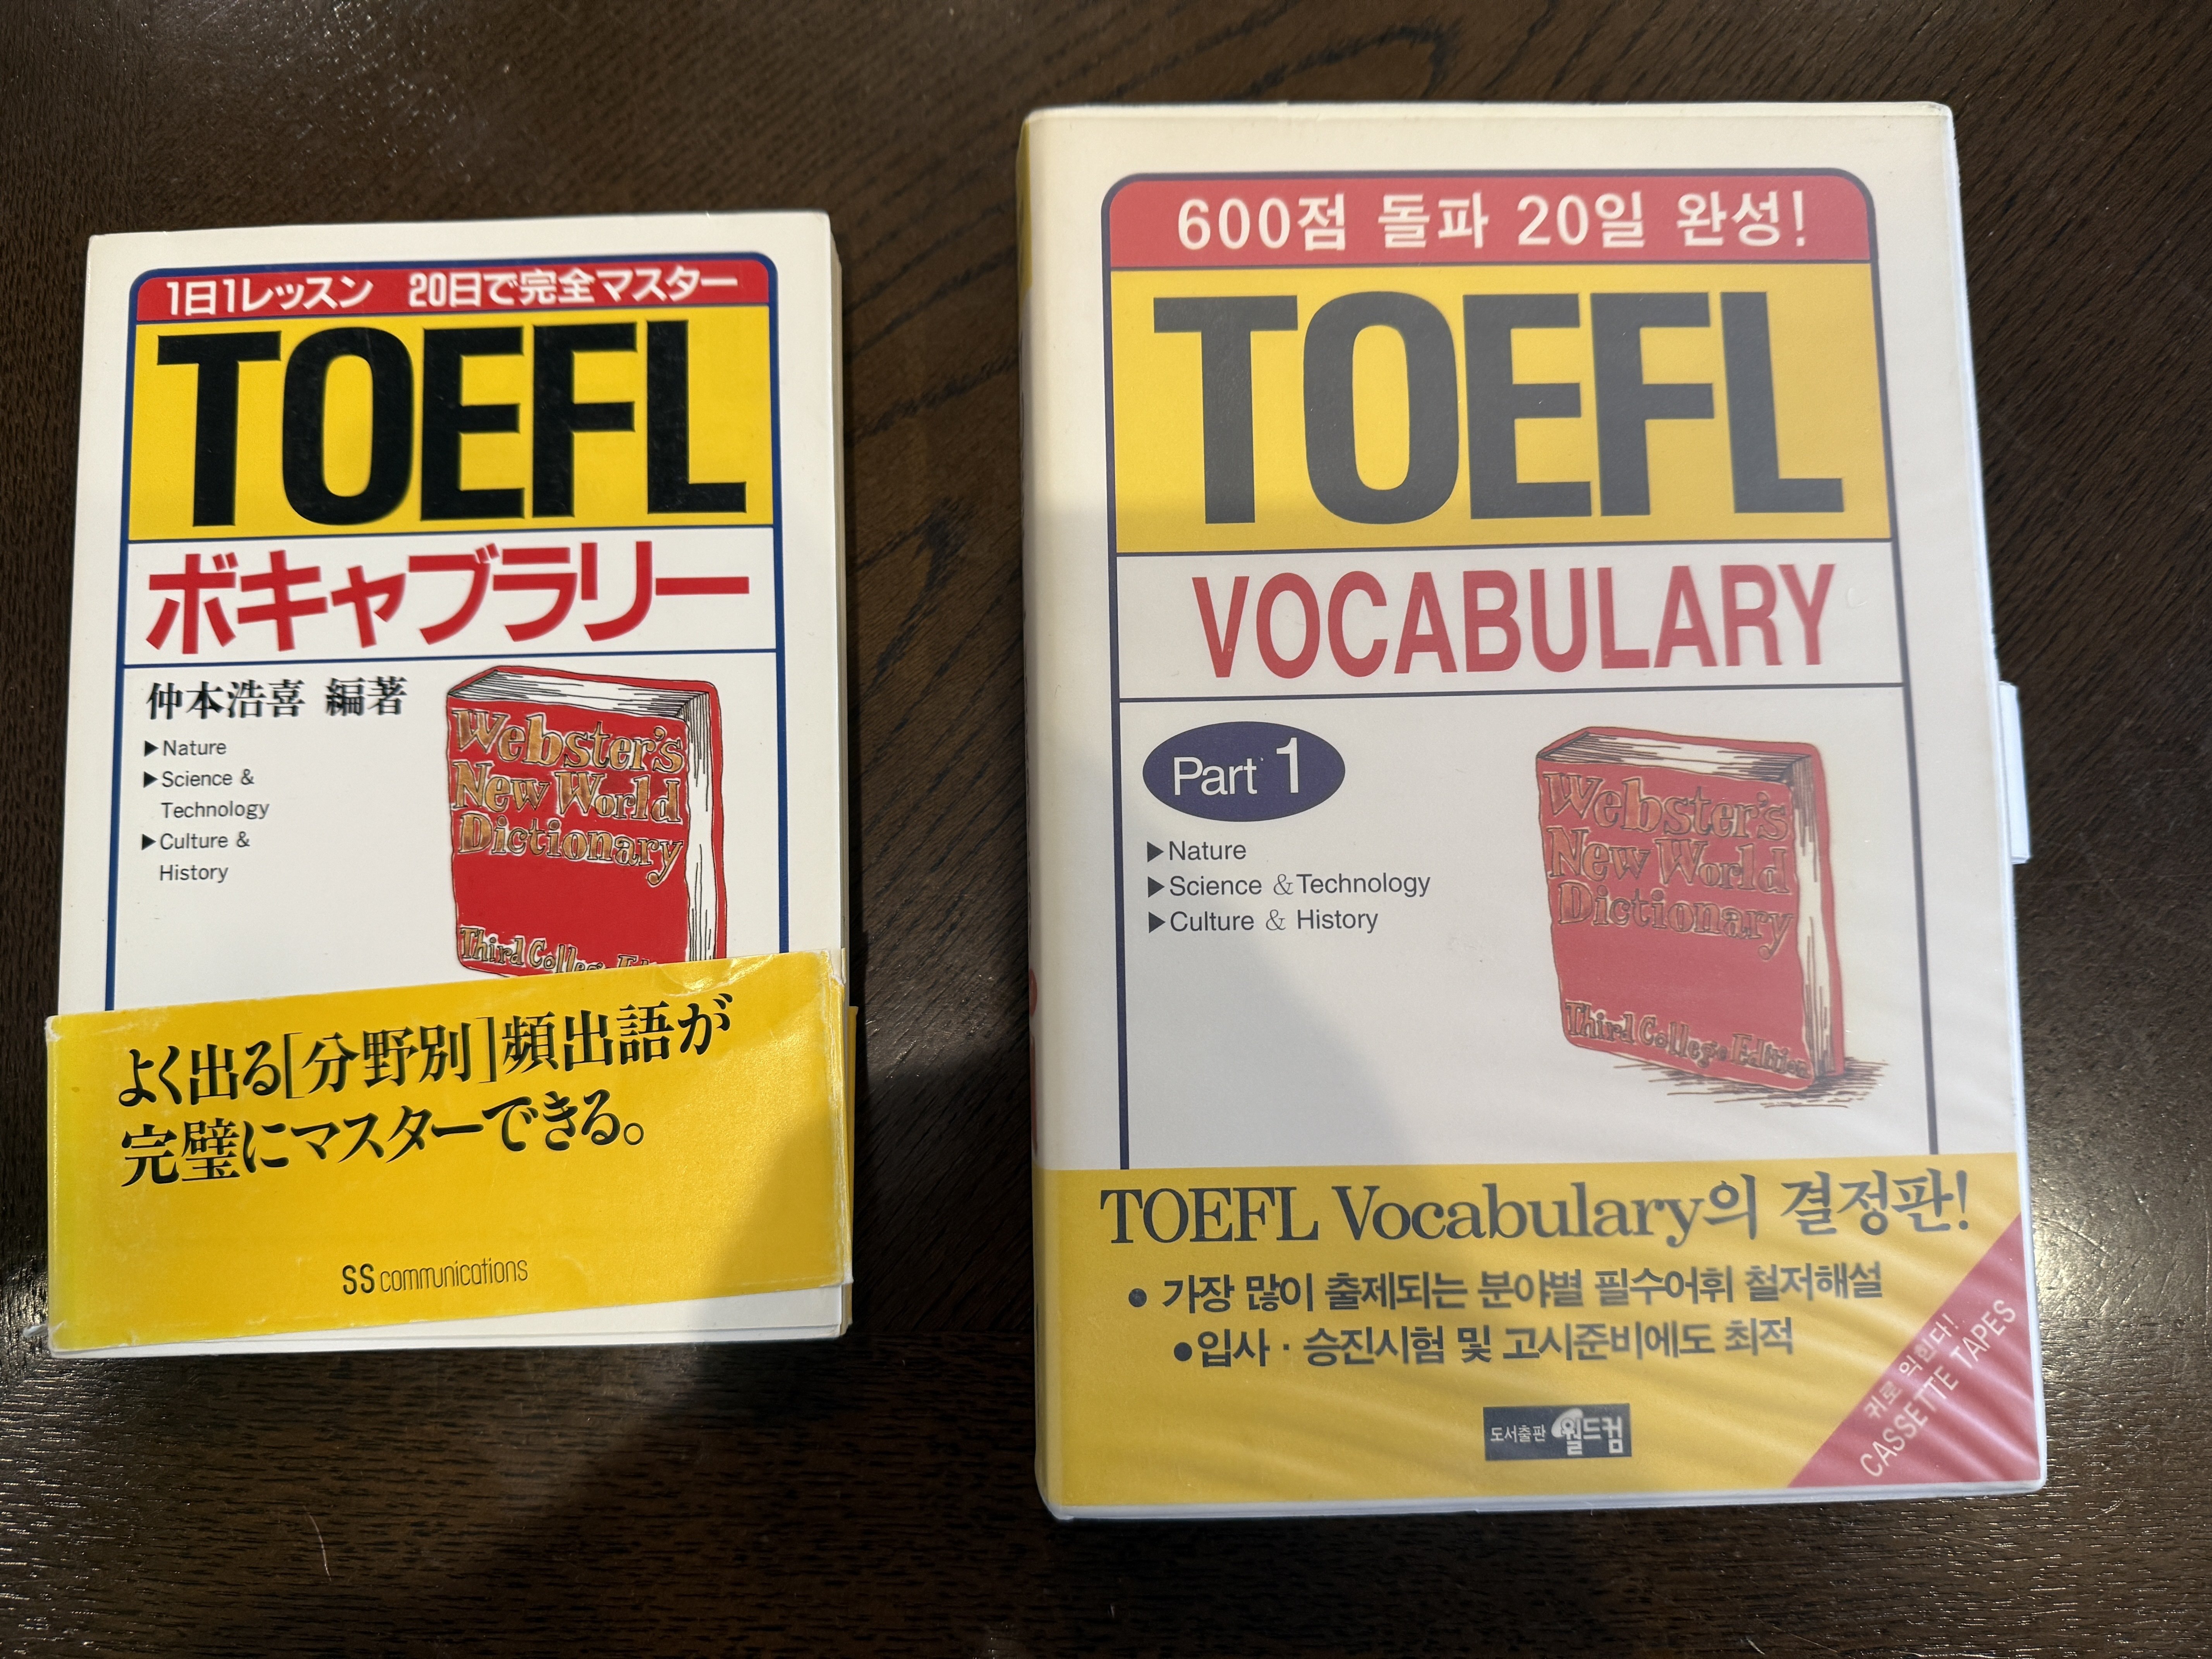 1日1レッスン 20日で完全マスター
TOEFL
ボキャブラリー
仲本浩喜 編著
▶Nature
▶Science &
Technology
▶Culture &
History
Webster's
New World
Dictionary
Third College
よく出る[分野別]頻出語が
完璧にマスターできる。
SS communications
600점 돌파 20일 완성!
TOEFL
VOCABULARY
Part 1
▶Nature
▶Science & Technology
▶Culture & History
Webster's
New World
Dictionary
Third College Edition
TOEFL Vocabulary의 결정판!
● 가장 많이 출제되는 분야별 필수어휘 철저해설
●입사·승진시험 및 고시준비에도 최적
귀로 익힌다!
CASSETTE TAPES
도서출판 월드컴